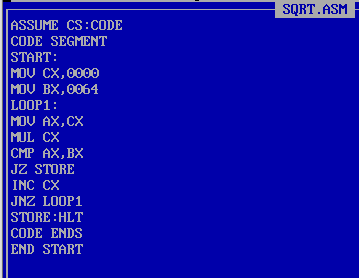 SQRT.ASM
ASSUME CS:CODE
CODE SEGMENT
START:
MOV CX,0000
MOV BX,0064
LOOP1:
MOV AX,CX
MUL CX
CMP AX,BX
JZ STORE
INC CX
JNZ LOOP1
STORE:HLT
CODE ENDS
END START